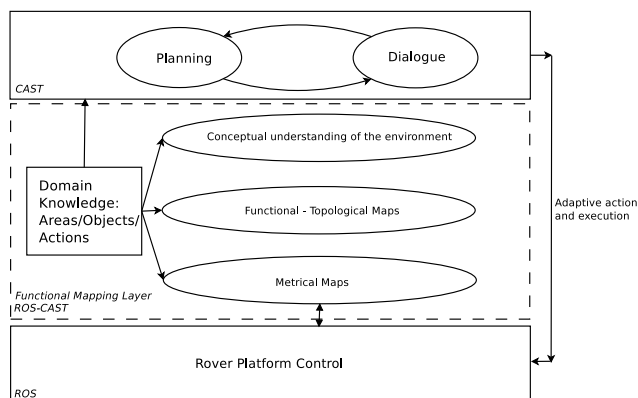 Planning
Dialogue
CAST
Conceptual understanding of the environment
Domain
Knowledge:
Areas/Objects/
Actions
Functional - Topological Maps
Adaptive action
and execution
Metrical Maps
Functional Mapping Layer
ROS-CAST
Rover Platform Control
ROS